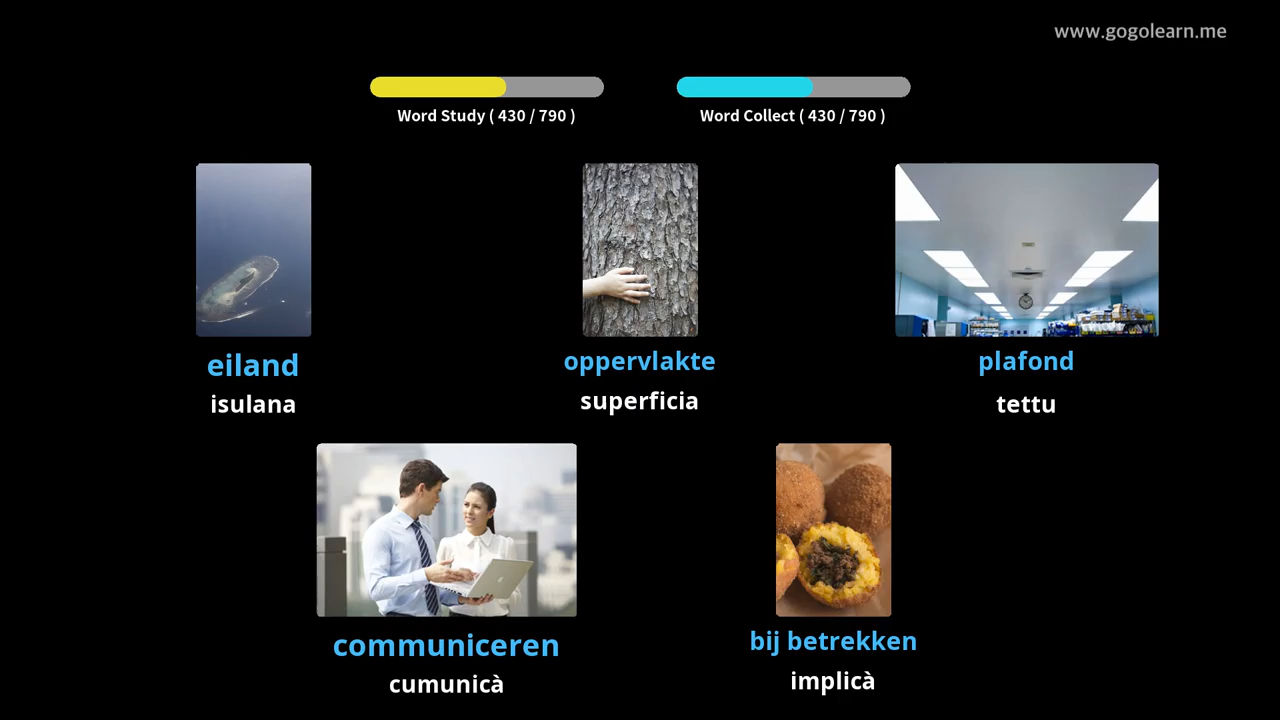 www.gogolearn.me
Word Study ( 430 / 790 )
Word Collect ( 430 / 790 )
eiland
isulana
oppervlakte
superficia
plafond
tettu
communiceren
cumunicà
bij betrekken
implicà